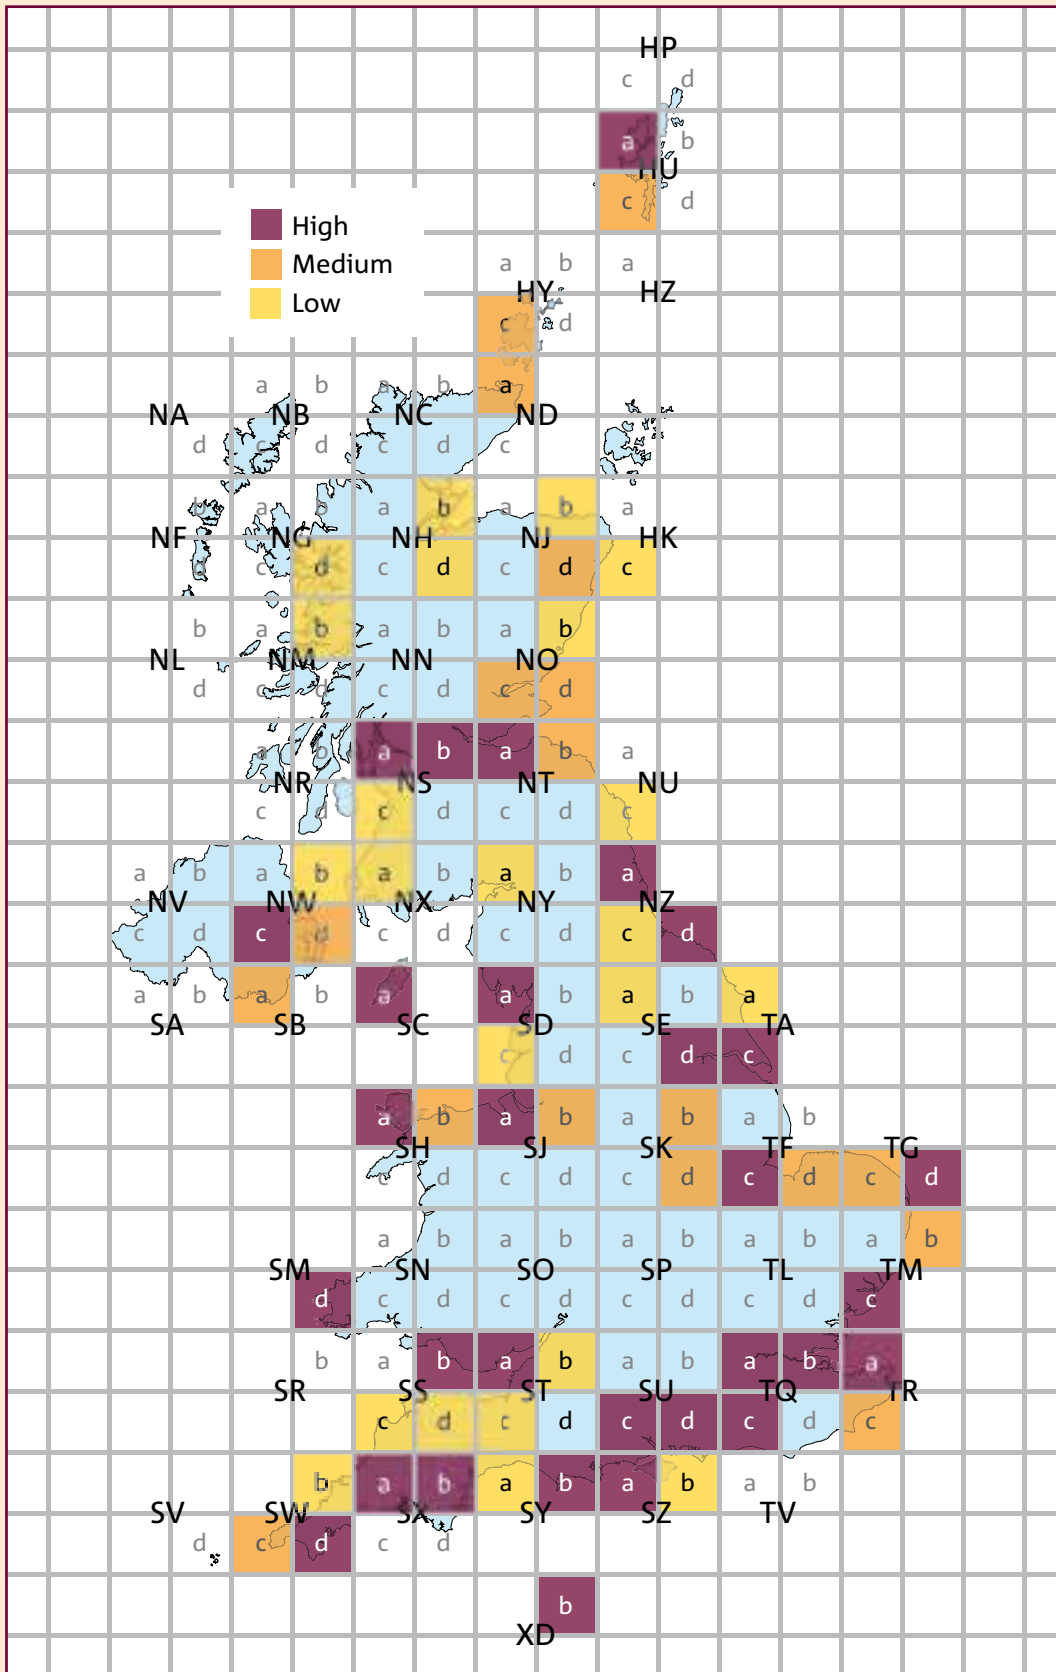 HP
c d
a b
HU
c d
High
Medium
Low
a b a
HY HZ
c d
a b a b a
NA NB NC ND
d c d c d c
b a b a b a b a
NF NG NH NJ HK
d c d c d c d c
b a b a b a b
NL NM NN NO
d c d c d c d
a b a b a b a
NR NS NT NU
c d c d c d c
a b a b a b a b a
NV NW NX NY NZ
c d c d c d c d c d
a b a b a a b a b a
SA SB SC SD SE TA
c d c d c
a b a b a b a b
SH SJ SK TF TG
c d c d c d c d c d
a b a b a b a b a b
SM SN SO SP TL TM
d c d c d c d c d c
b a b a b a b a b a
SR SS ST SU TQ TR
c d c d c d c d c
b a b a b a b a b
SV SW SX SY SZ TV
d c d c d
b
XD